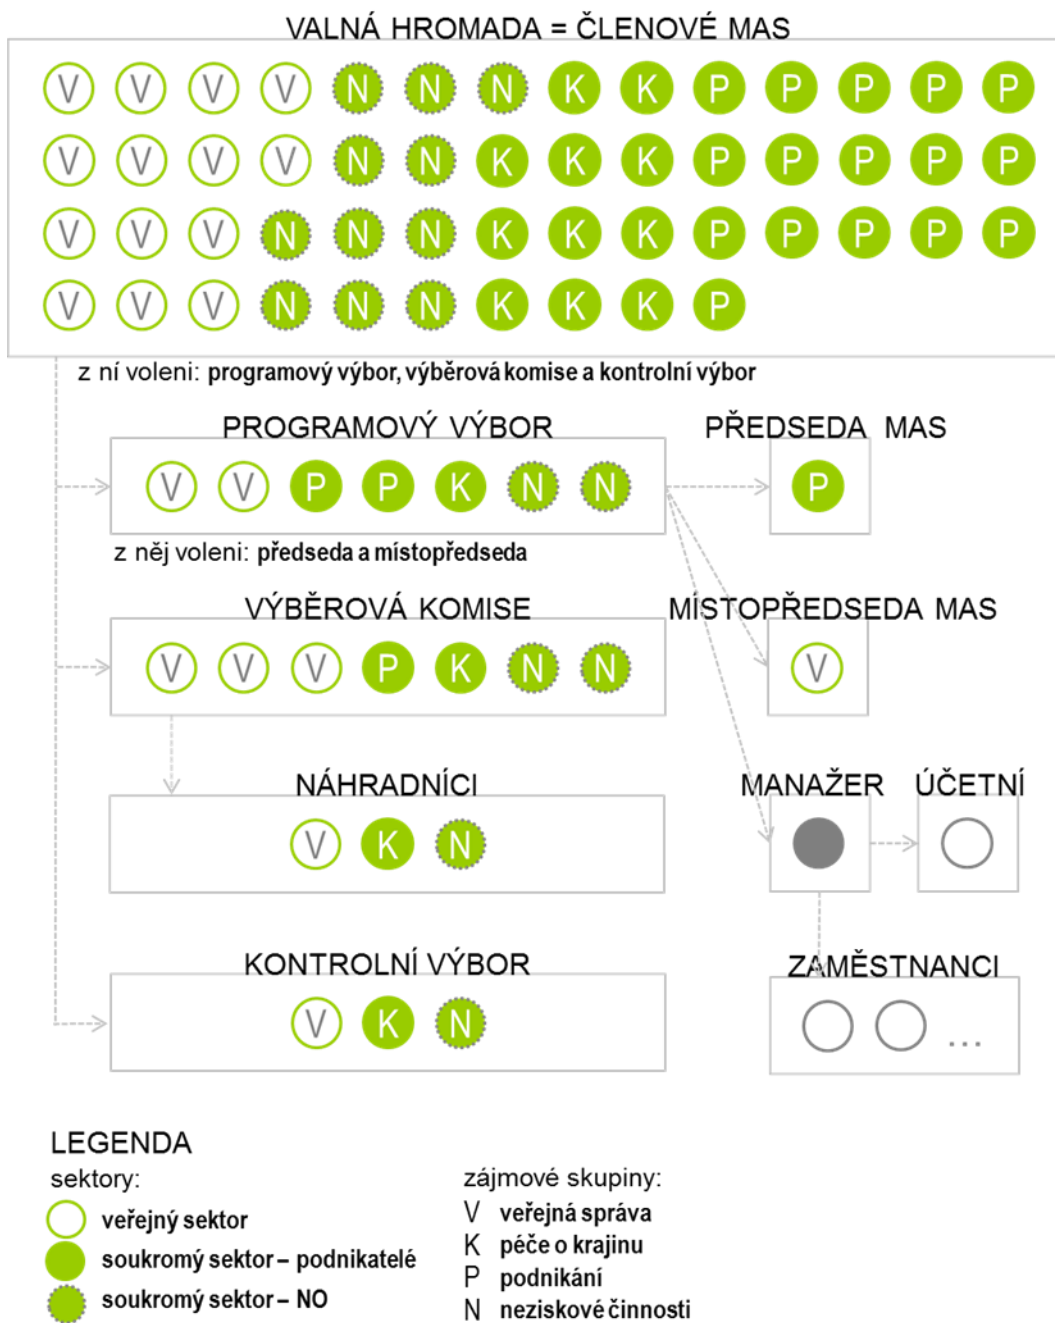 VALNÁ HROMADA = ČLENOVÉ MAS
V V V V N N N K K P P P P P
V V V V N N K K K P P P P P
V V V N N N K K K P P P P P
V V V N N N K K K P
z ní voleni: programový výbor, výběrová komise a kontrolní výbor
PROGRAMOVÝ VÝBOR PŘEDSEDA MAS
V V P P K N N P
z něj voleni: předseda a místopředseda
VÝBĚROVÁ KOMISE MÍSTOPŘEDSEDA MAS
V V V P K N N V
NÁHRADNÍCI MANAŽER ÚČETNÍ
V K N
KONTROLNÍ VÝBOR ZAMĚSTNANCI
V K N ...
LEGENDA
sektory: zájmové skupiny:
veřejný sektor V veřejná správa
soukromý sektor – podnikatelé K péče o krajinu
soukromý sektor – NO P podnikání
N neziskové činnosti